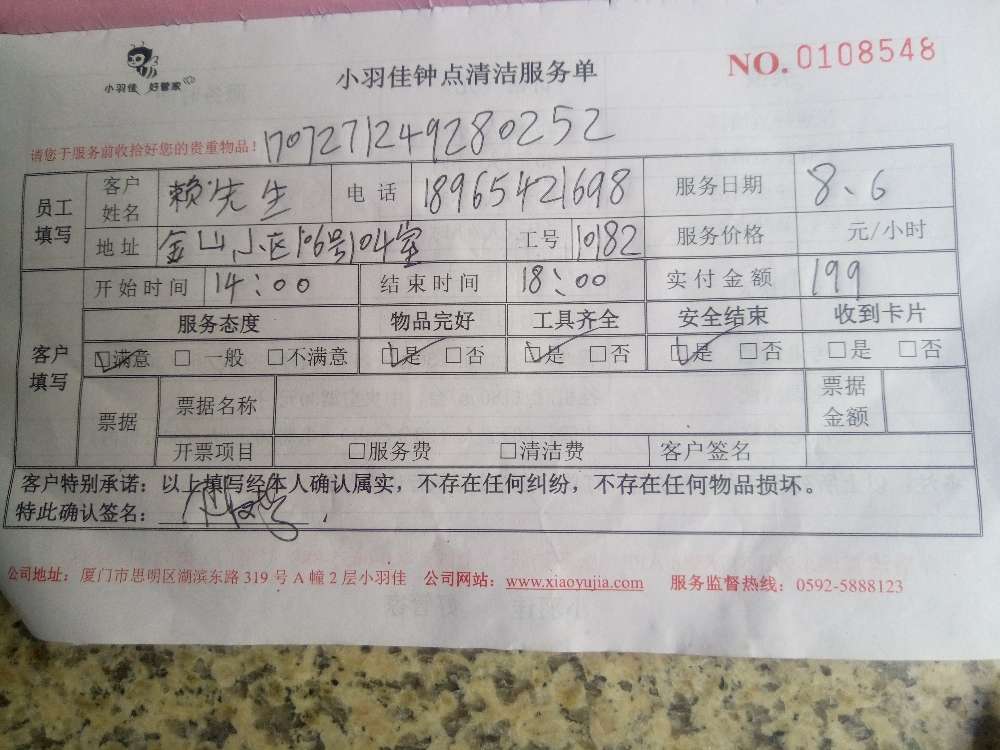 小羽佳 好管家
小羽佳钟点清洁服务单
NO. 0108548
请您于服务前收拾好您的贵重物品! 1707271249280252
员工填写 客户姓名 赖先生 电话 18965421698 服务日期 8、6
地址 金山小区106号104室 工号 10182 服务价格 元/小时
客户填写 开始时间 14:00 结束时间 18:00 实付金额 199
服务态度 物品完好 工具齐全 安全结束 收到卡片
☑满意 □一般 □不满意 ☑是 □否 ☑是 □否 ☑是 □否 □是 □否
票据 票据名称 票据金额
开票项目 □服务费 □清洁费 客户签名
客户特别承诺:以上填写经本人确认属实,不存在任何纠纷,不存在任何物品损坏。
特此确认签名:
公司地址:厦门市思明区湖滨东路 319 号 A 幢 2 层小羽佳 公司网站:www.xiaoyujia.com 服务监督热线:0592-5888123